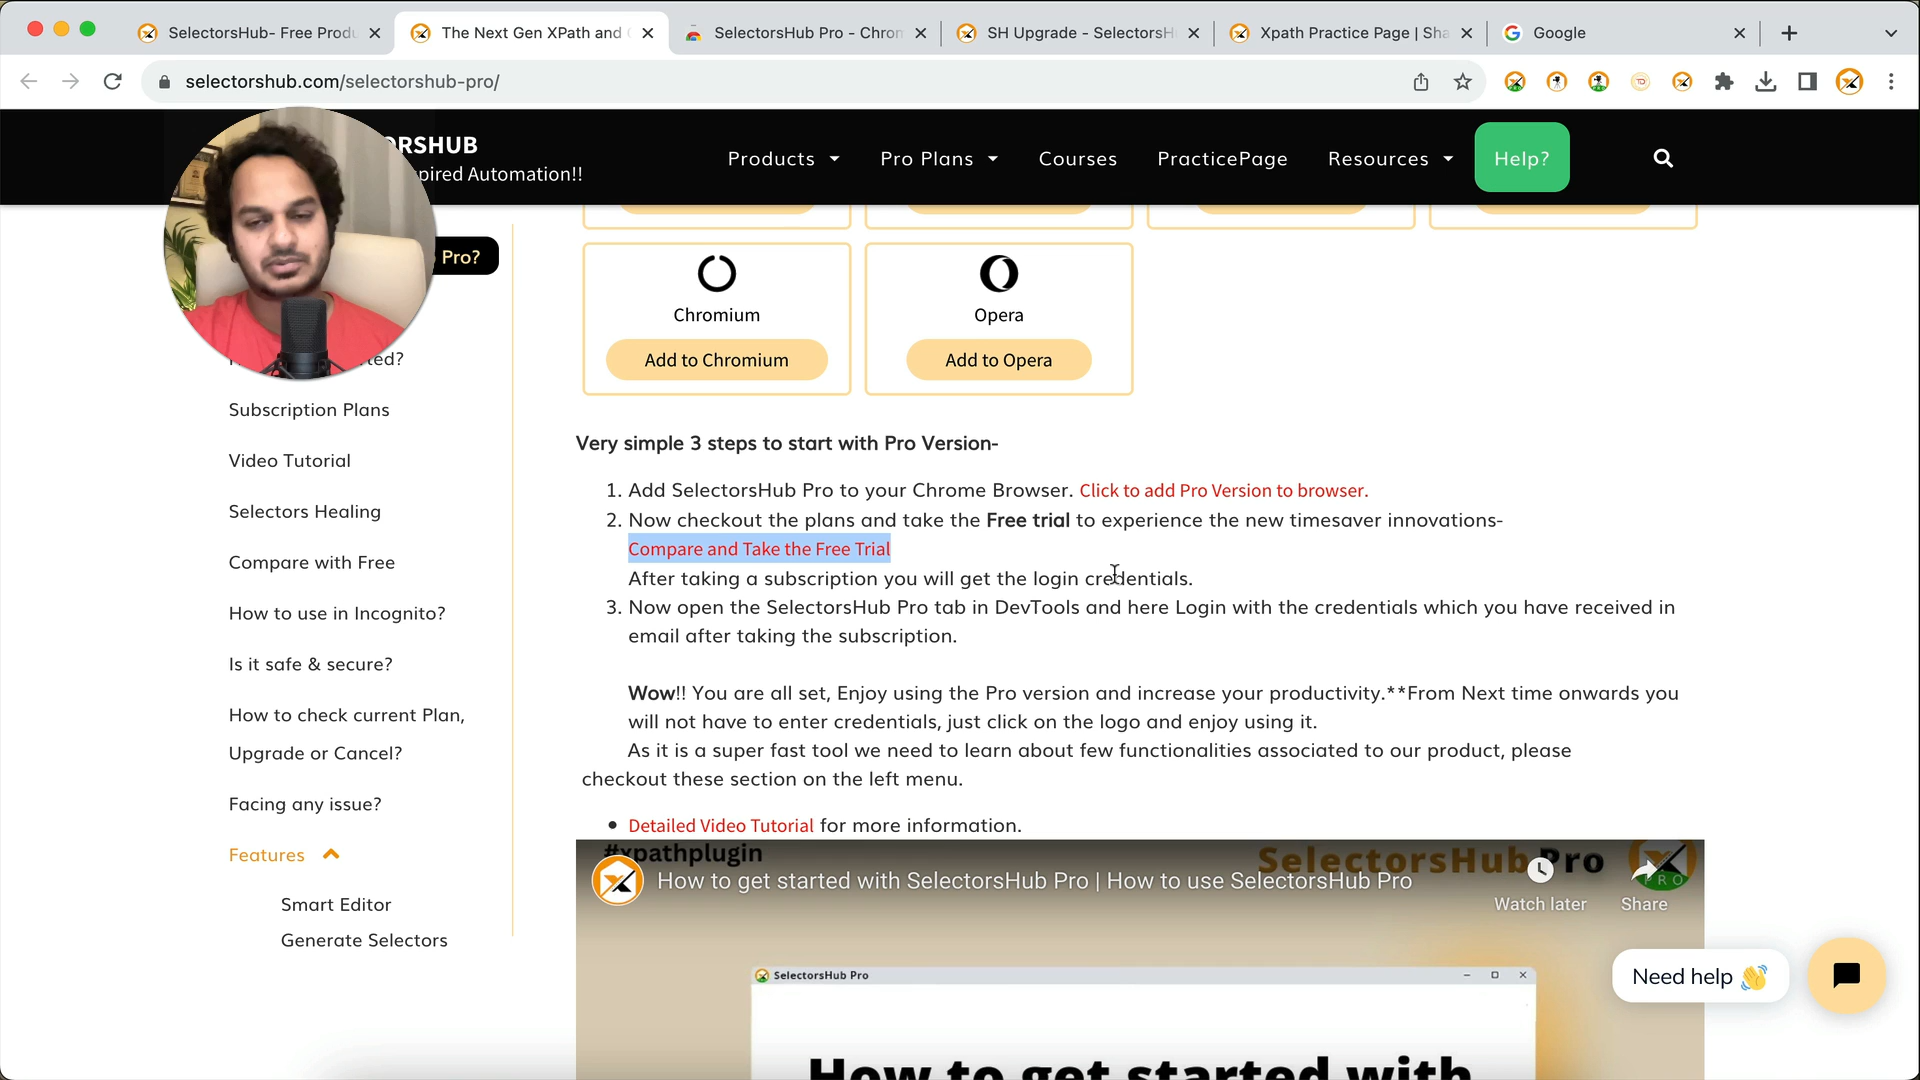 SelectorsHub- Free Produ
The Next Gen XPath and
SelectorsHub Pro - Chrom
SH Upgrade - SelectorsH
Xpath Practice Page | Sha
Google
selectorshub.com/selectorshub-pro/
ORSHUB
pired Automation!!
Products
Pro Plans
Courses
PracticePage
Resources
Help?
Pro?
ted?
Subscription Plans
Video Tutorial
Selectors Healing
Compare with Free
How to use in Incognito?
Is it safe & secure?
How to check current Plan,
Upgrade or Cancel?
Facing any issue?
Features
Smart Editor
Generate Selectors
Chromium
Add to Chromium
Opera
Add to Opera
Very simple 3 steps to start with Pro Version-
1. Add SelectorsHub Pro to your Chrome Browser. Click to add Pro Version to browser.
2. Now checkout the plans and take the Free trial to experience the new timesaver innovations-
Compare and Take the Free Trial
After taking a subscription you will get the login credentials.
3. Now open the SelectorsHub Pro tab in DevTools and here Login with the credentials which you have received in
email after taking the subscription.
Wow!! You are all set, Enjoy using the Pro version and increase your productivity.**From Next time onwards you
will not have to enter credentials, just click on the logo and enjoy using it.
As it is a super fast tool we need to learn about few functionalities associated to our product, please
checkout these section on the left menu.
• Detailed Video Tutorial for more information.
#xpathplugin
SelectorsHub Pro
PRO
How to get started with SelectorsHub Pro | How to use SelectorsHub Pro
Watch later
Share
SelectorsHub Pro
How to get started with
Need help 👋